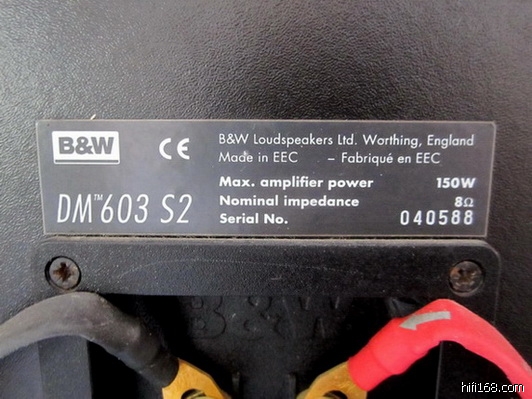 B&W
CE
B&W Loudspeakers Ltd. Worthing, England
Made in EEC – Fabriqué en EEC
DM™603 S2
Max. amplifier power 150W
Nominal impedance 8Ω
Serial No. 040588
B&W
hifi168.com